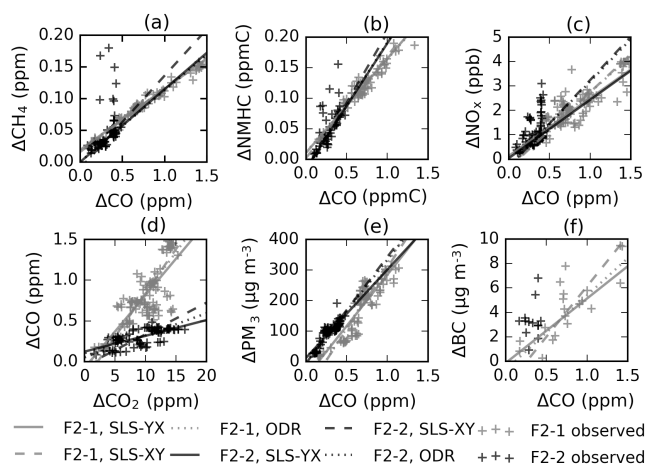 (a) (b) (c)
0.20 0.20 5
0.15 0.15 4
0.10 0.10 3
0.05 0.05 2
1
0.00 0.00 0
ΔCH₄ (ppm) ΔNMHC (ppmC) ΔNOₓ (ppb)
0.0 0.5 1.0 1.5 0.0 0.5 1.0 1.5 0.0 0.5 1.0 1.5
ΔCO (ppm) ΔCO (ppmC) ΔCO (ppm)
(d) (e) (f)
1.5 400 10
1.0 300 8
0.5 200 6
0.0 100 4
0 2
0
ΔCO (ppm) ΔPM₃ (μg m⁻³) ΔBC (μg m⁻³)
0 5 10 15 20 0.0 0.5 1.0 1.5 0.0 0.5 1.0 1.5
ΔCO₂ (ppm) ΔCO (ppm) ΔCO (ppm)
F2-1, SLS-YX F2-1, ODR F2-2, SLS-XY F2-1 observed
F2-1, SLS-XY F2-2, SLS-YX F2-2, ODR F2-2 observed